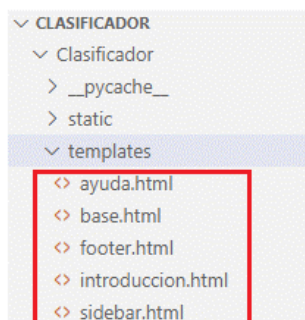 CLASIFICADOR
Clasificador
__pycache__
static
templates
ayuda.html
base.html
footer.html
introduccion.html
sidebar.html